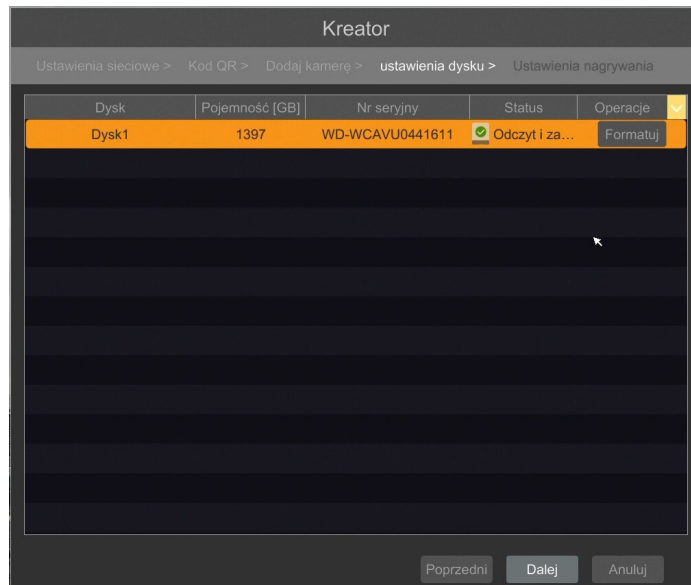 Kreator
Ustawienia sieciowe > Kod QR > Dodaj kamerę > ustawienia dysku > Ustawienia nagrywania
Dysk Pojemność [GB] Nr seryjny Status Operacje
Dysk1 1397 WD-WCAVU0441611 Odczyt i za... Formatuj
Poprzedni Dalej Anuluj